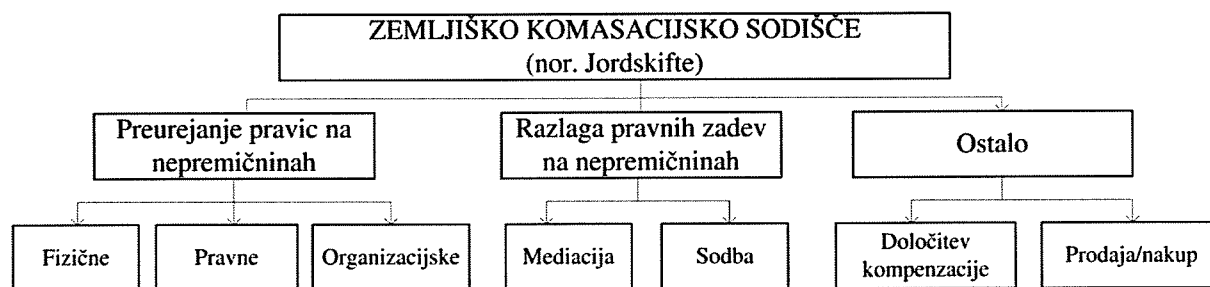 ZEMLJIŠKO KOMASACIJSKO SODIŠČE
(nor. Jordskifte)
Preurejanje pravic na
nepremičninah
Razlaga pravnih zadev
na nepremičninah
Ostalo
Fizične
Pravne
Organizacijske
Mediacija
Sodba
Določitev
kompenzacije
Prodaja/nakup